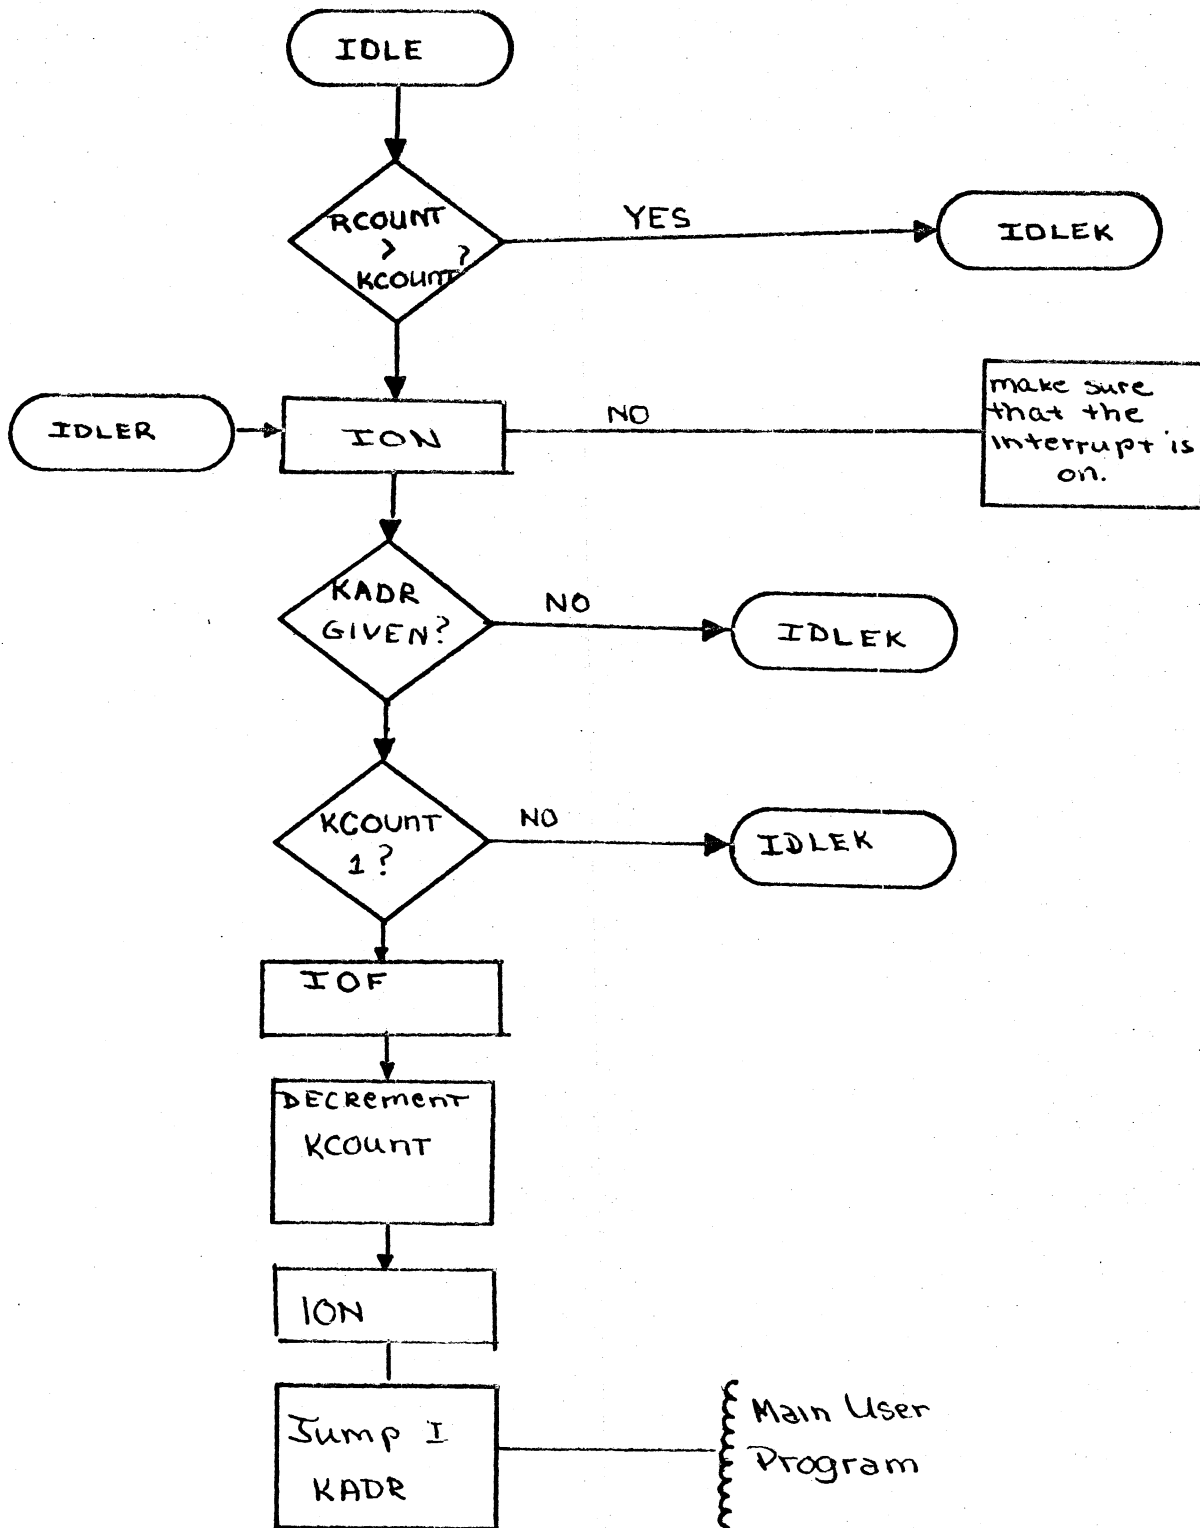 IDLE
RCOUNT
>
KCOUNT?
YES
IDLEK
IDLER
ION
NO
make sure
that the
interrupt is
on.
KADR
GIVEN?
NO
IDLEK
KCOUNT
1?
NO
IDLEK
IOF
DECREMENT
KCOUNT
ION
Jump I
KADR
Main User
Program